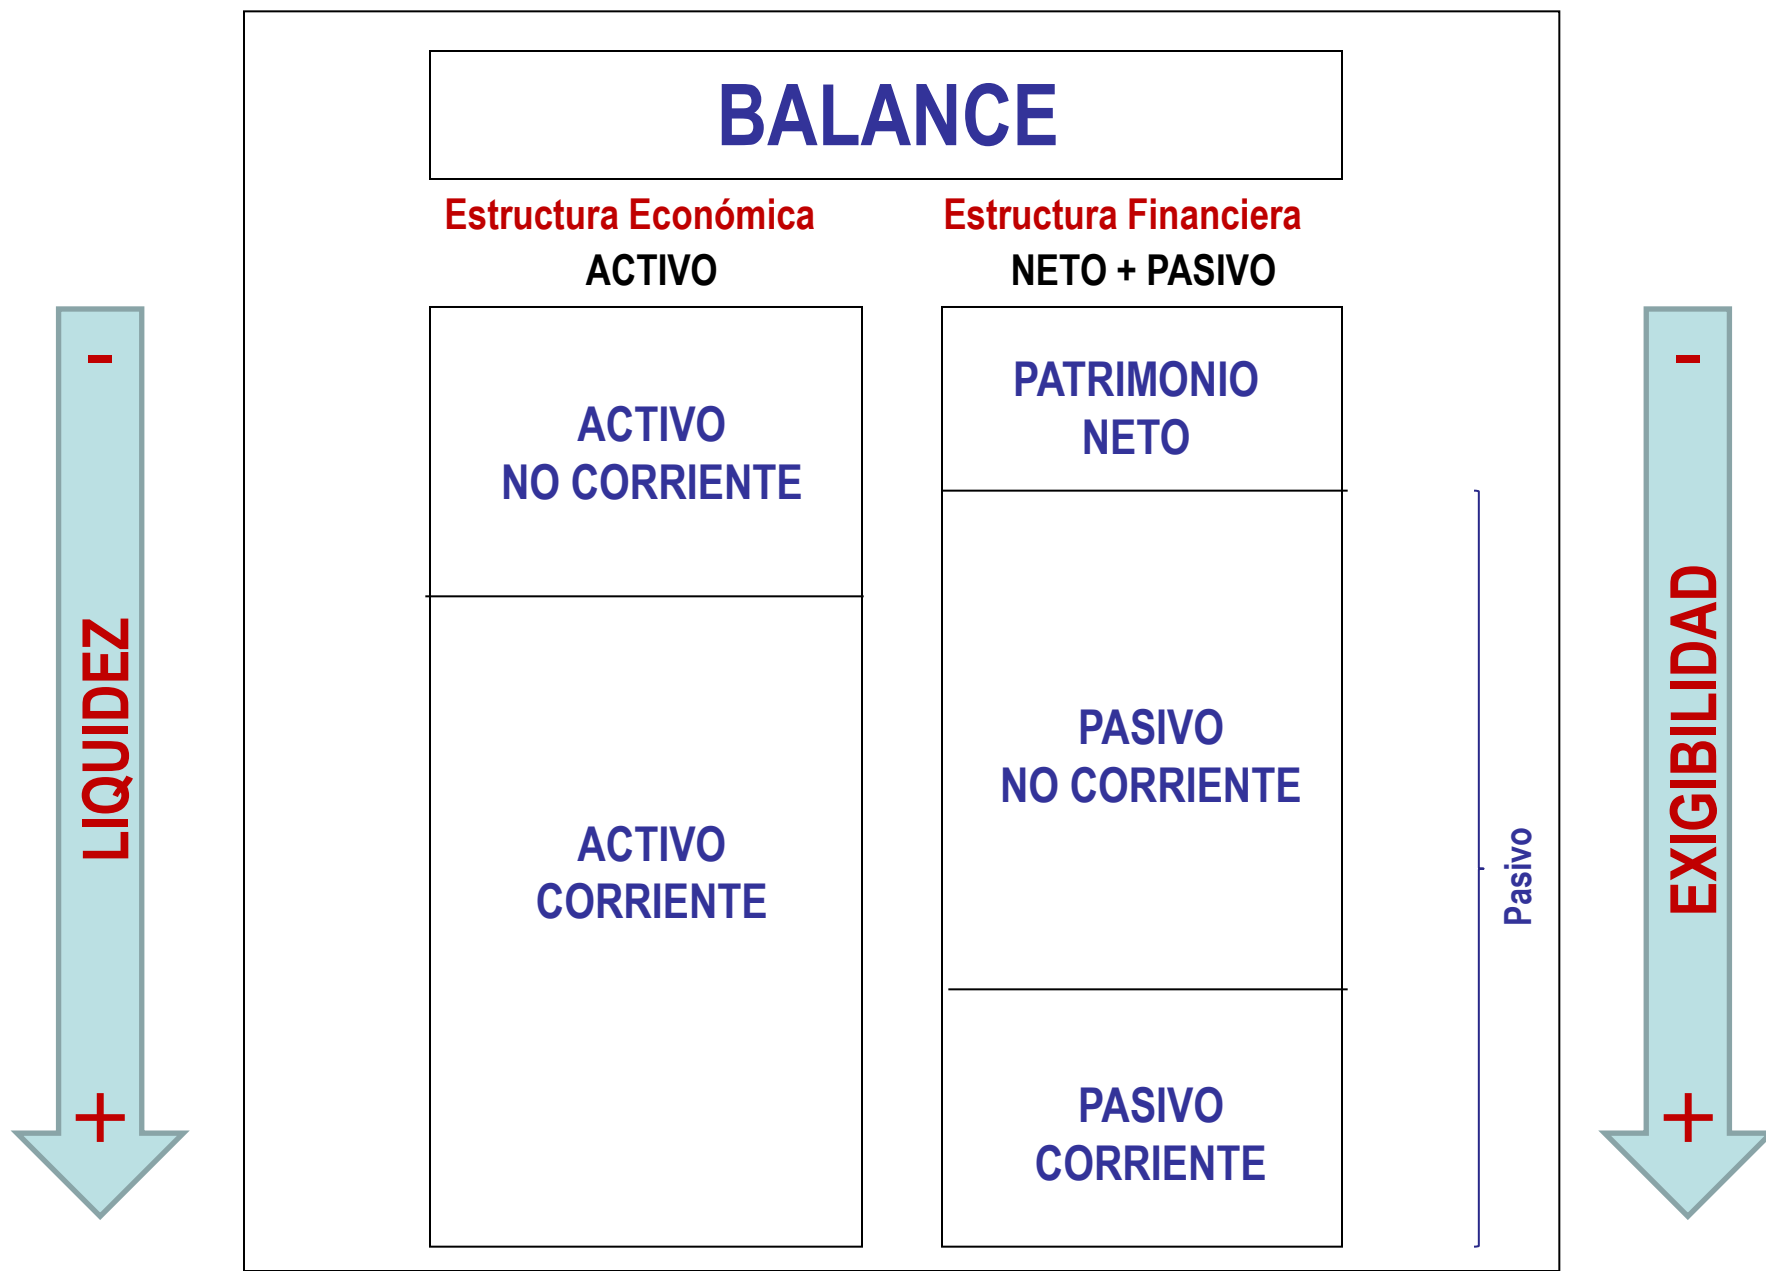 BALANCE
Estructura Económica
ACTIVO
Estructura Financiera
NETO + PASIVO
-
LIQUIDEZ
+
ACTIVO
NO CORRIENTE
ACTIVO
CORRIENTE
PATRIMONIO
NETO
PASIVO
NO CORRIENTE
PASIVO
CORRIENTE
Pasivo
-
EXIGIBILIDAD
+